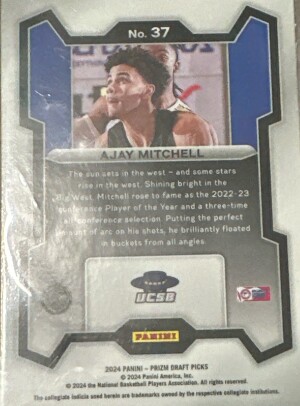 No. 37
AJAY MITCHELL
The sun sets in the west – and some stars
rise in the west. Shining bright in the
Big West, Mitchell rose to fame as the 2022-23
conference Player of the Year and a three-time
all-conference selection. Putting the perfect
amount of arc on his shots, he brilliantly floated
in buckets from all angles.
UCSB
PANINI
2024 PANINI – PRIZM DRAFT PICKS
© 2024 Panini America, Inc.
© 2024 the National Basketball Players Association. All rights reserved.
The collegiate indicia used herein are trademarks owned by the respective collegiate institutions.